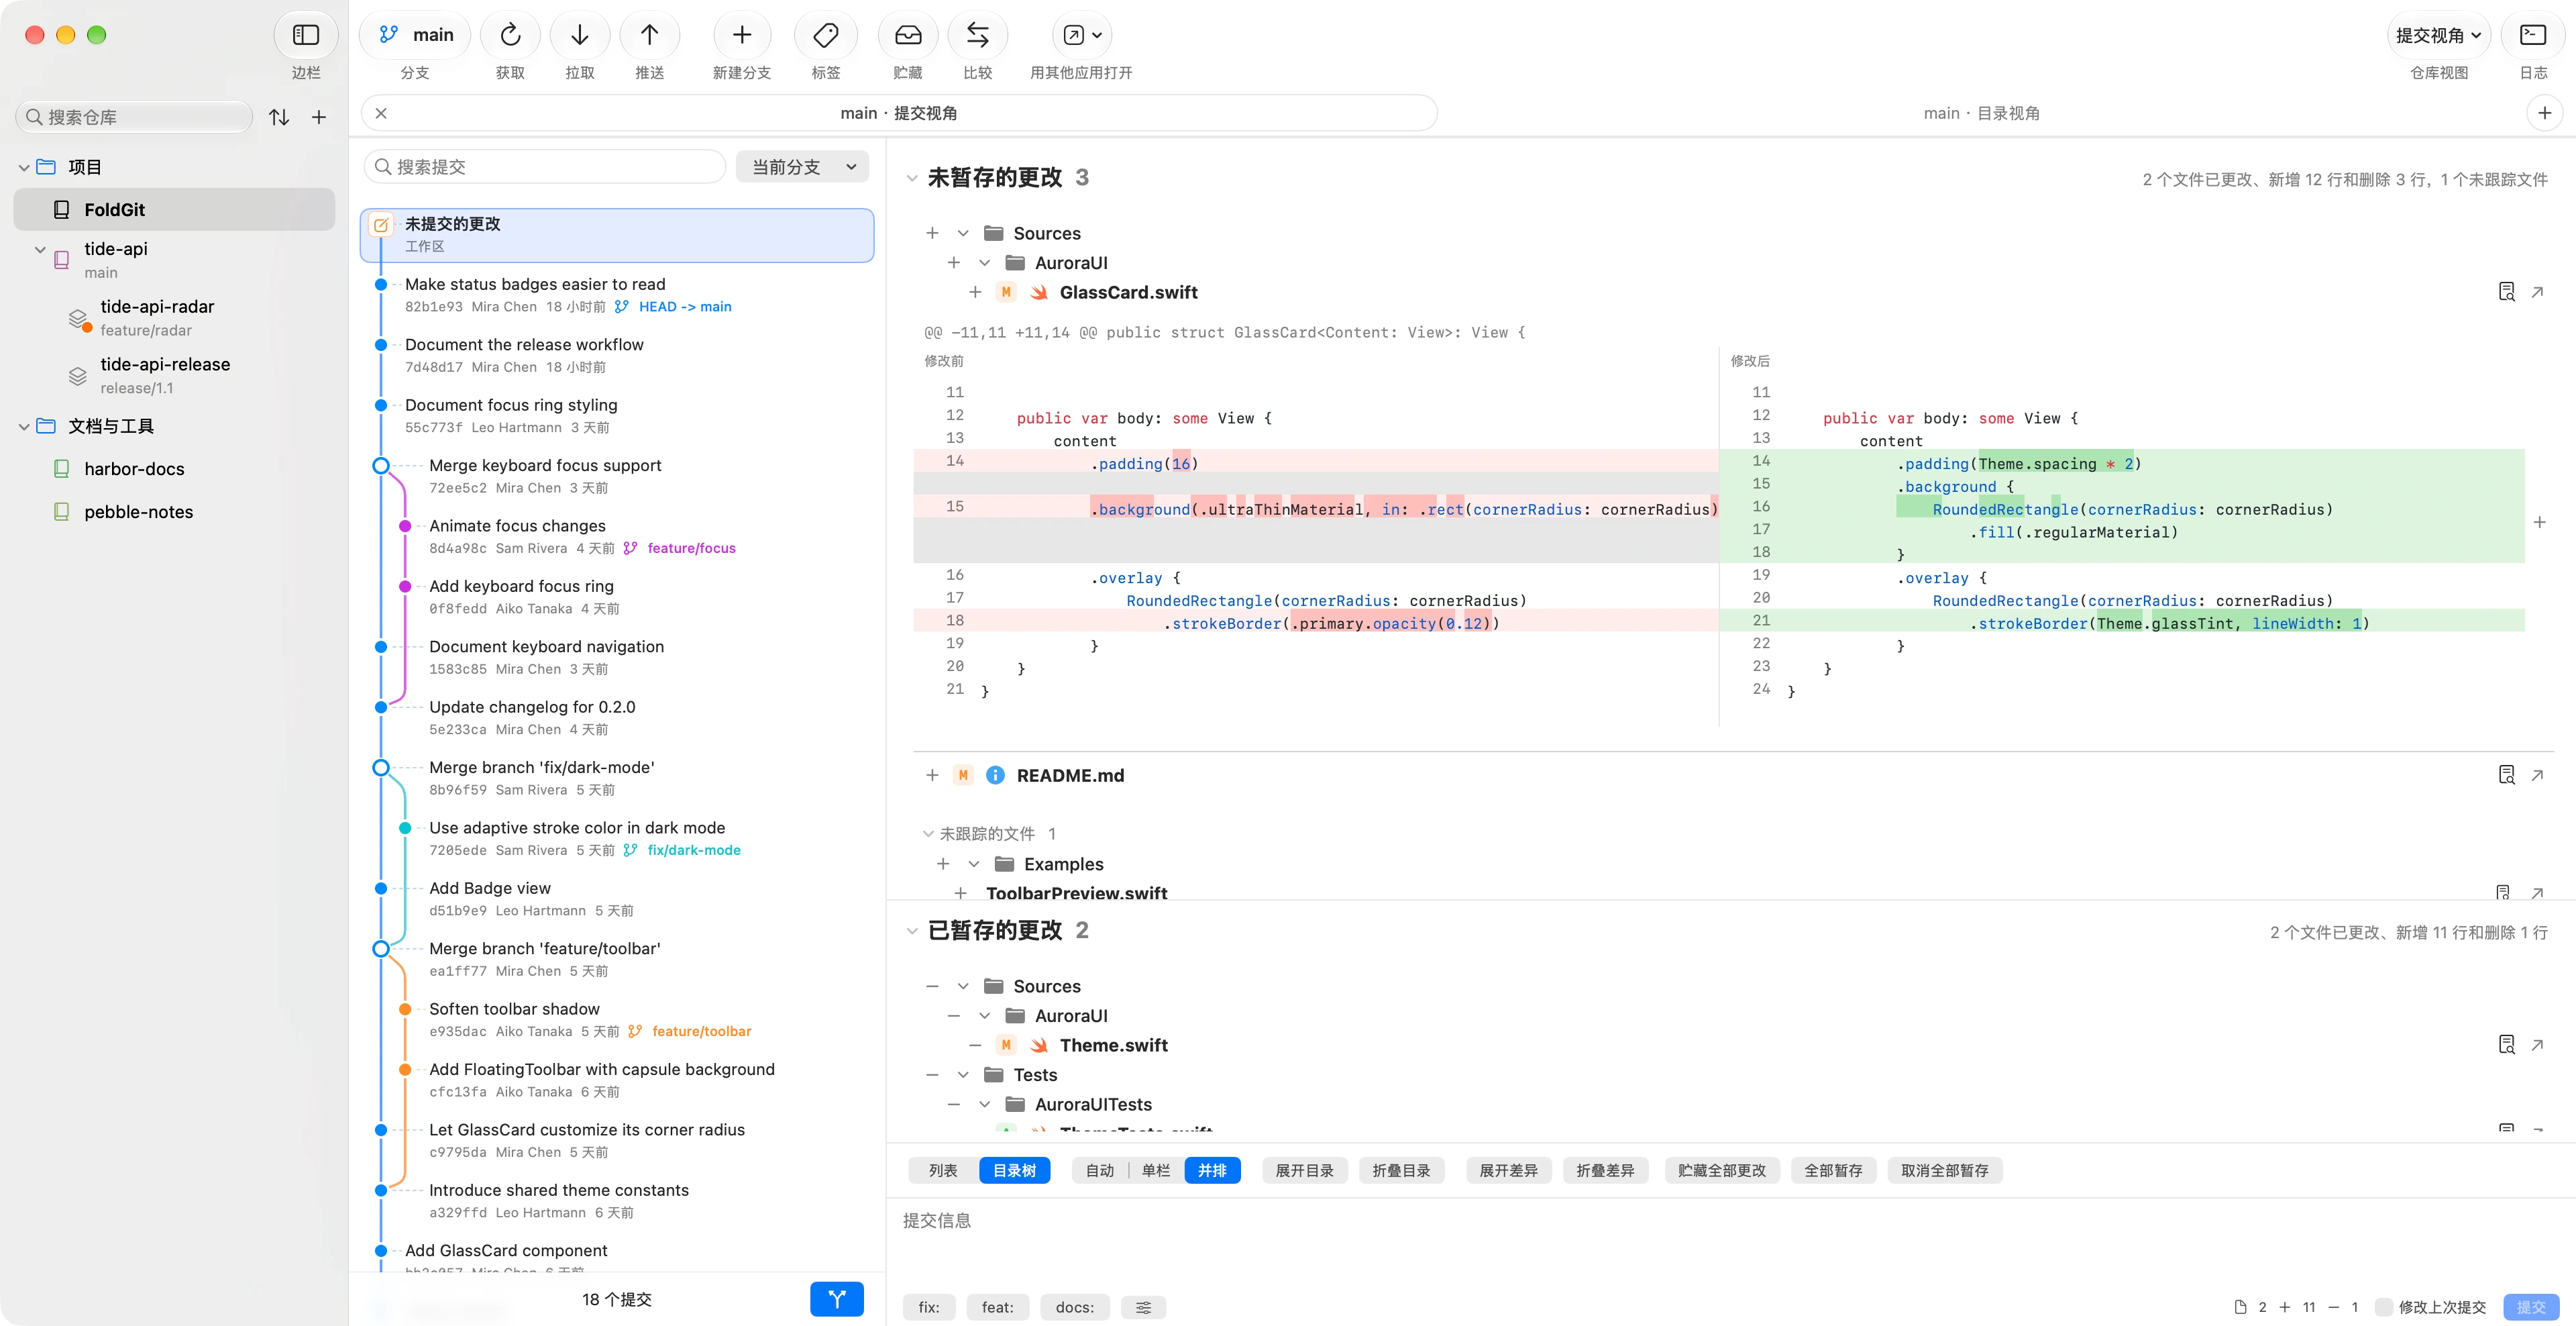 main
边栏
分支
获取
拉取
推送
新建分支
标签
贮藏
比较
用其他应用打开
提交视角
仓库视图
日志
搜索仓库
项目
FoldGit
tide-api
main
tide-api-radar
feature/radar
tide-api-release
release/1.1
文档与工具
harbor-docs
pebble-notes
main · 提交视角
main · 目录视角
搜索提交
当前分支
未提交的更改
工作区
Make status badges easier to read
82b1e93 Mira Chen 18 小时前 HEAD -> main
Document the release workflow
7d48d17 Mira Chen 18 小时前
Document focus ring styling
55c773f Leo Hartmann 3 天前
Merge keyboard focus support
72ee5c2 Mira Chen 3 天前
Animate focus changes
8d4a98c Sam Rivera 4 天前 feature/focus
Add keyboard focus ring
0f8fedd Aiko Tanaka 4 天前
Document keyboard navigation
1583c85 Mira Chen 3 天前
Update changelog for 0.2.0
5e233ca Mira Chen 4 天前
Merge branch 'fix/dark-mode'
8b96f59 Sam Rivera 5 天前
Use adaptive stroke color in dark mode
7205ede Sam Rivera 5 天前 fix/dark-mode
Add Badge view
d51b9e9 Leo Hartmann 5 天前
Merge branch 'feature/toolbar'
ea1ff77 Mira Chen 5 天前
Soften toolbar shadow
e935dac Aiko Tanaka 5 天前 feature/toolbar
Add FloatingToolbar with capsule background
cfc13fa Aiko Tanaka 6 天前
Let GlassCard customize its corner radius
c9795da Mira Chen 5 天前
Introduce shared theme constants
a329ffd Leo Hartmann 6 天前
Add GlassCard component
18 个提交
未暂存的更改 3
2 个文件已更改、新增 12 行和删除 3 行，1 个未跟踪文件
Sources
AuroraUI
M GlassCard.swift
@@ -11,11 +11,14 @@ public struct GlassCard<Content: View>: View {
修改前
11
12 public var body: some View {
13 content
14 .padding(16)
15 .background(.ultraThinMaterial, in: .rect(cornerRadius: cornerRadius)
16 .overlay {
17 RoundedRectangle(cornerRadius: cornerRadius)
18 .strokeBorder(.primary.opacity(0.12))
19 }
20 }
21 }
修改后
11
12 public var body: some View {
13 content
14 .padding(Theme.spacing * 2)
15 .background {
16 RoundedRectangle(cornerRadius: cornerRadius)
17 .fill(.regularMaterial)
18 }
19 .overlay {
20 RoundedRectangle(cornerRadius: cornerRadius)
21 .strokeBorder(Theme.glassTint, lineWidth: 1)
22 }
23 }
24 }
M README.md
未跟踪的文件 1
Examples
ToolbarPreview.swift
已暂存的更改 2
2 个文件已更改、新增 11 行和删除 1 行
Sources
AuroraUI
M Theme.swift
Tests
AuroraUITests
列表 目录树 自动 单栏 并排 展开目录 折叠目录 展开差异 折叠差异 贮藏全部更改 全部暂存 取消全部暂存
提交信息
fix: feat: docs:
2 + 11 − 1 修改上次提交 提交